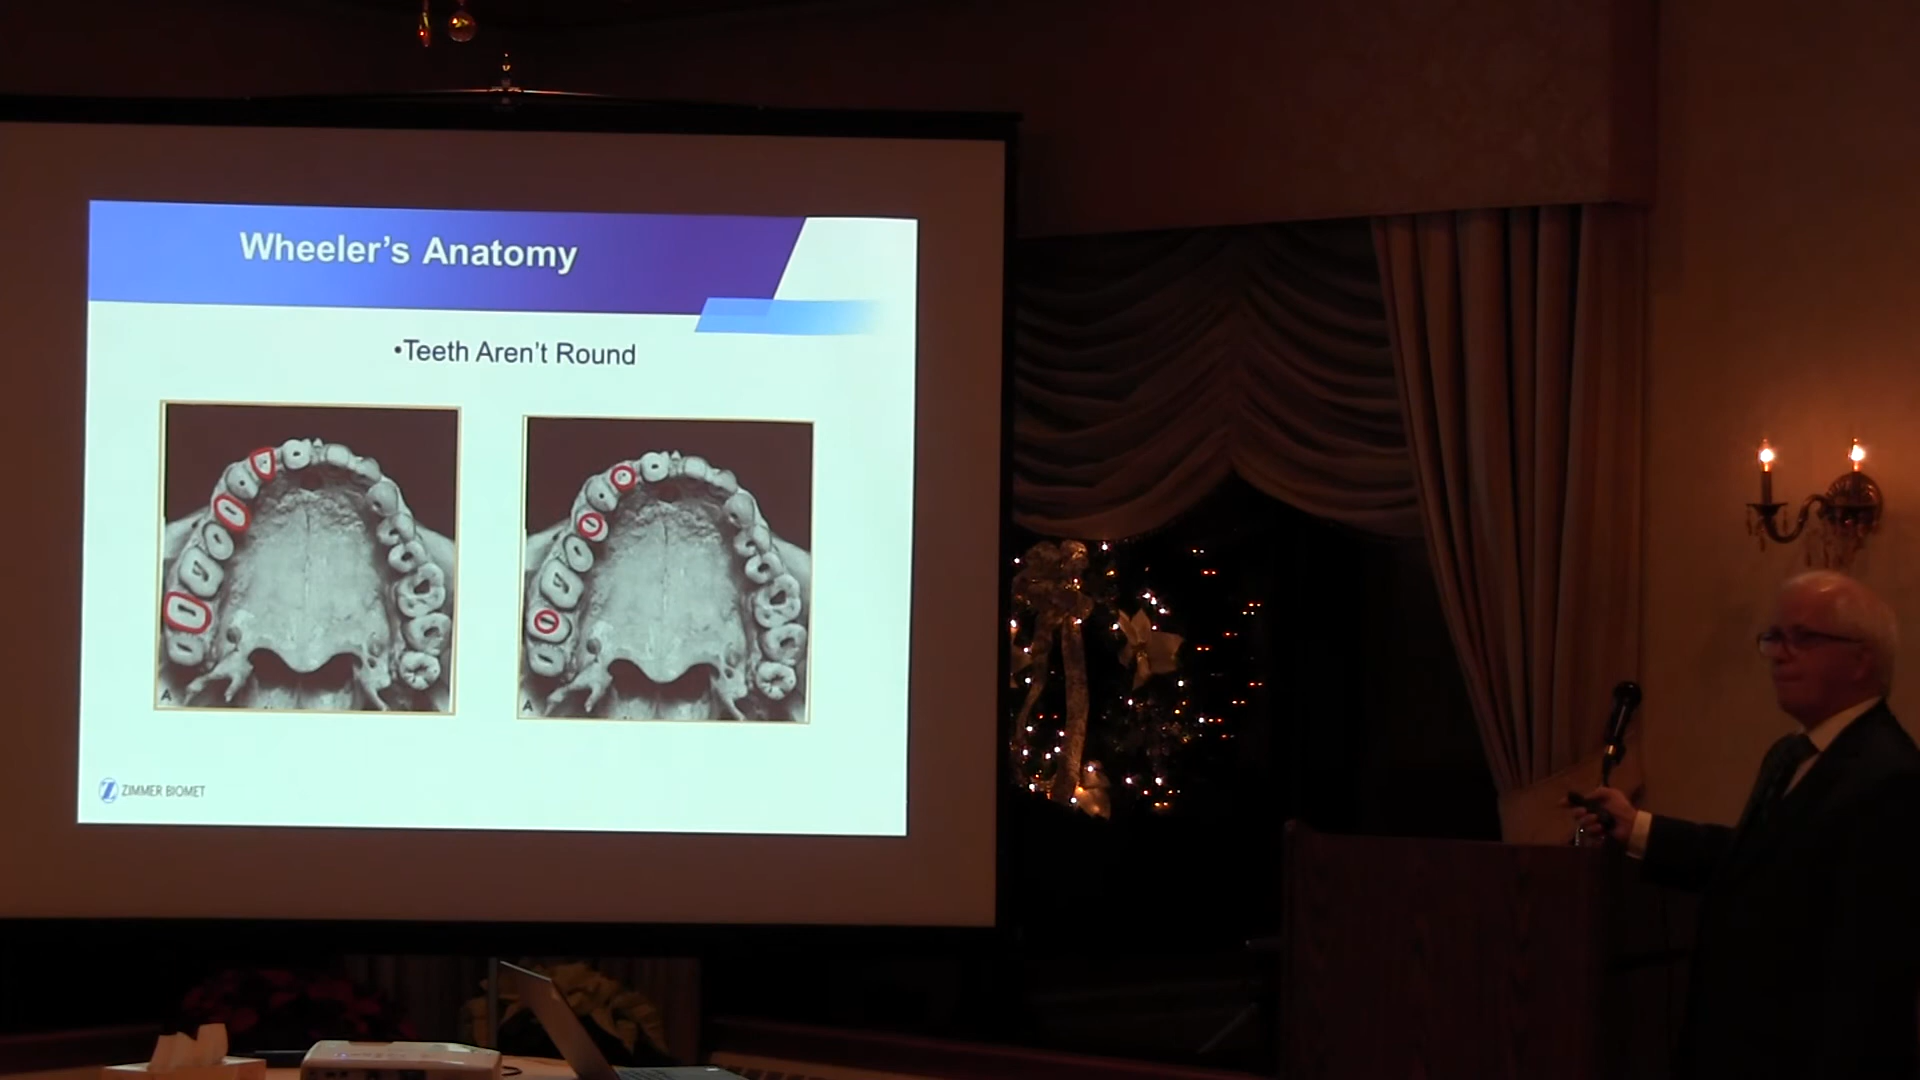 Wheeler's Anatomy
•Teeth Aren't Round
A
A
Z ZIMMER BIOMET